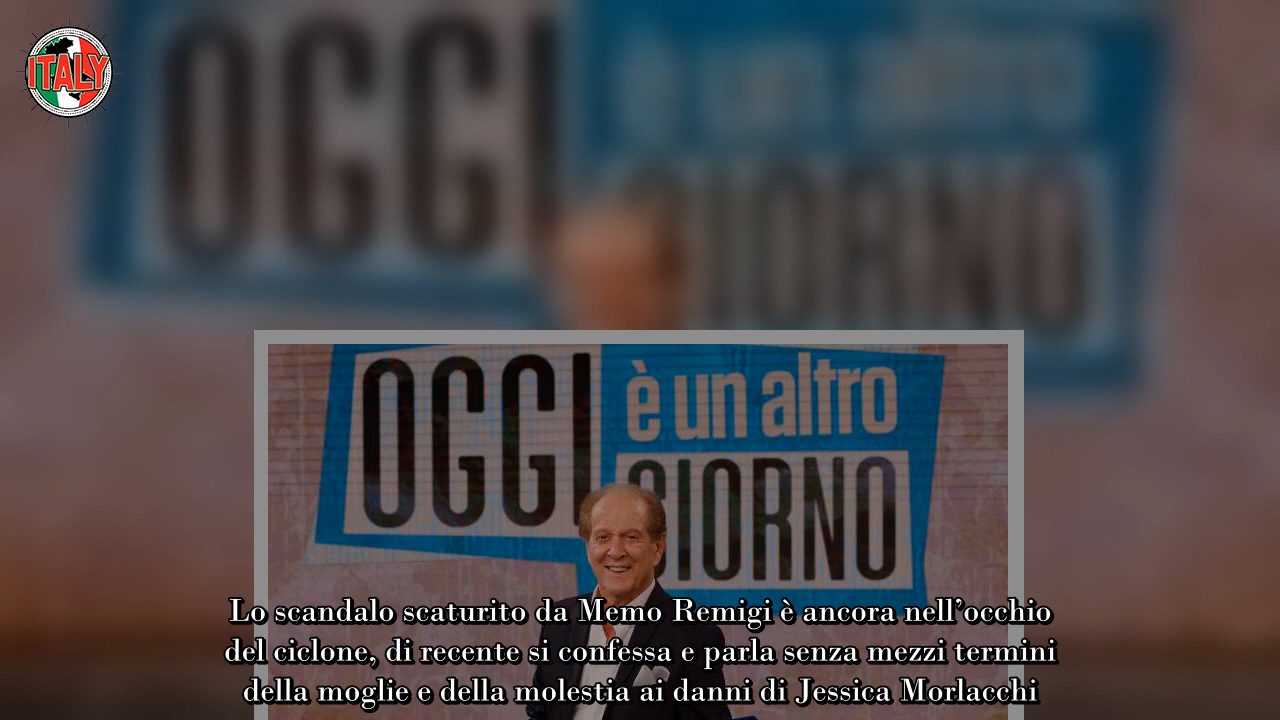 ITALY
OGGI
è un altro
GIORNO
OGGI
è un altro
GIORNO
Lo scandalo scaturito da Memo Remigi è ancora nell’occhio
del ciclone, di recente si confessa e parla senza mezzi termini
della moglie e della molestia ai danni di Jessica Morlacchi